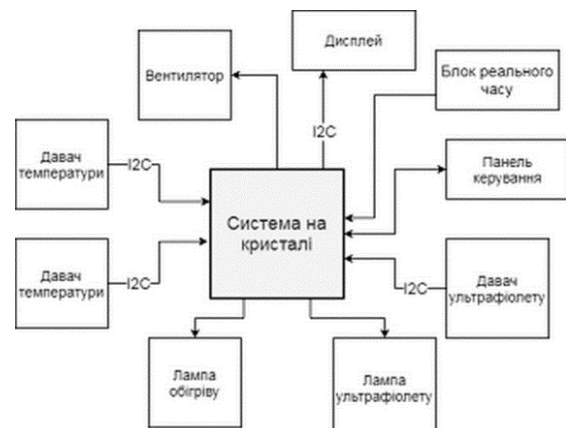 Дисплей
Вентилятор
Блок реального
часу
I2C
Давач
температури
I2C
Панель
керування
Система на
кристалі
Давач
температури
I2C
I2C
Давач
ультрафіолету
Лампа
обігріву
Лампа
ультрафіолету